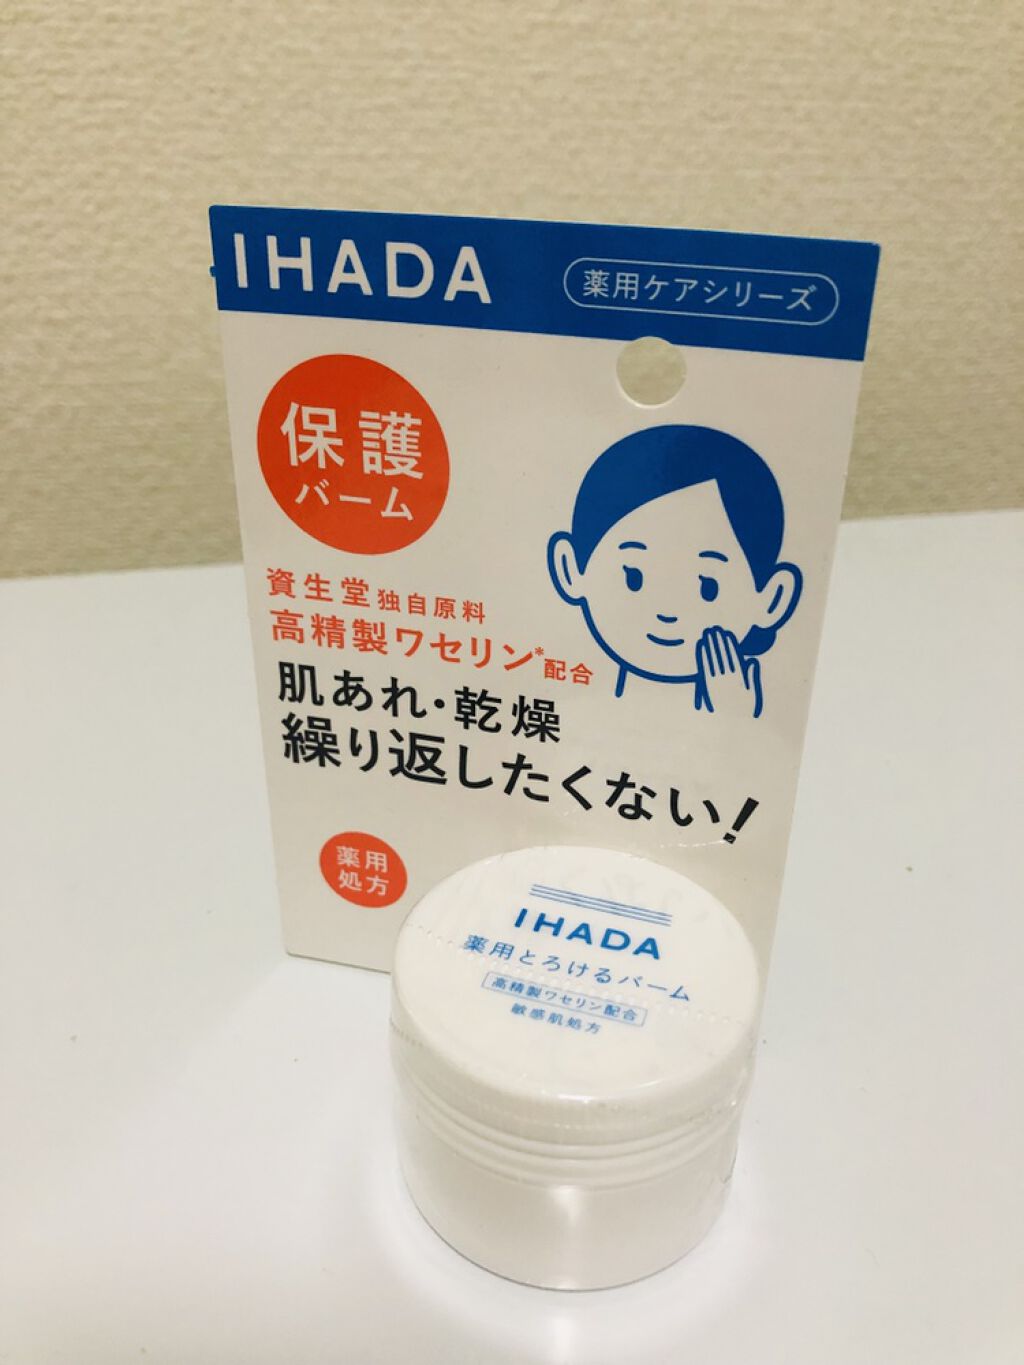 IHADA
薬用ケアシリーズ
保護
バーム
資生堂独自原料
高精製ワセリン*配合
肌あれ・乾燥
繰り返したくない!
薬用
処方
IHADA
薬用とろけるバーム
高精製ワセリン配合
敏感肌処方